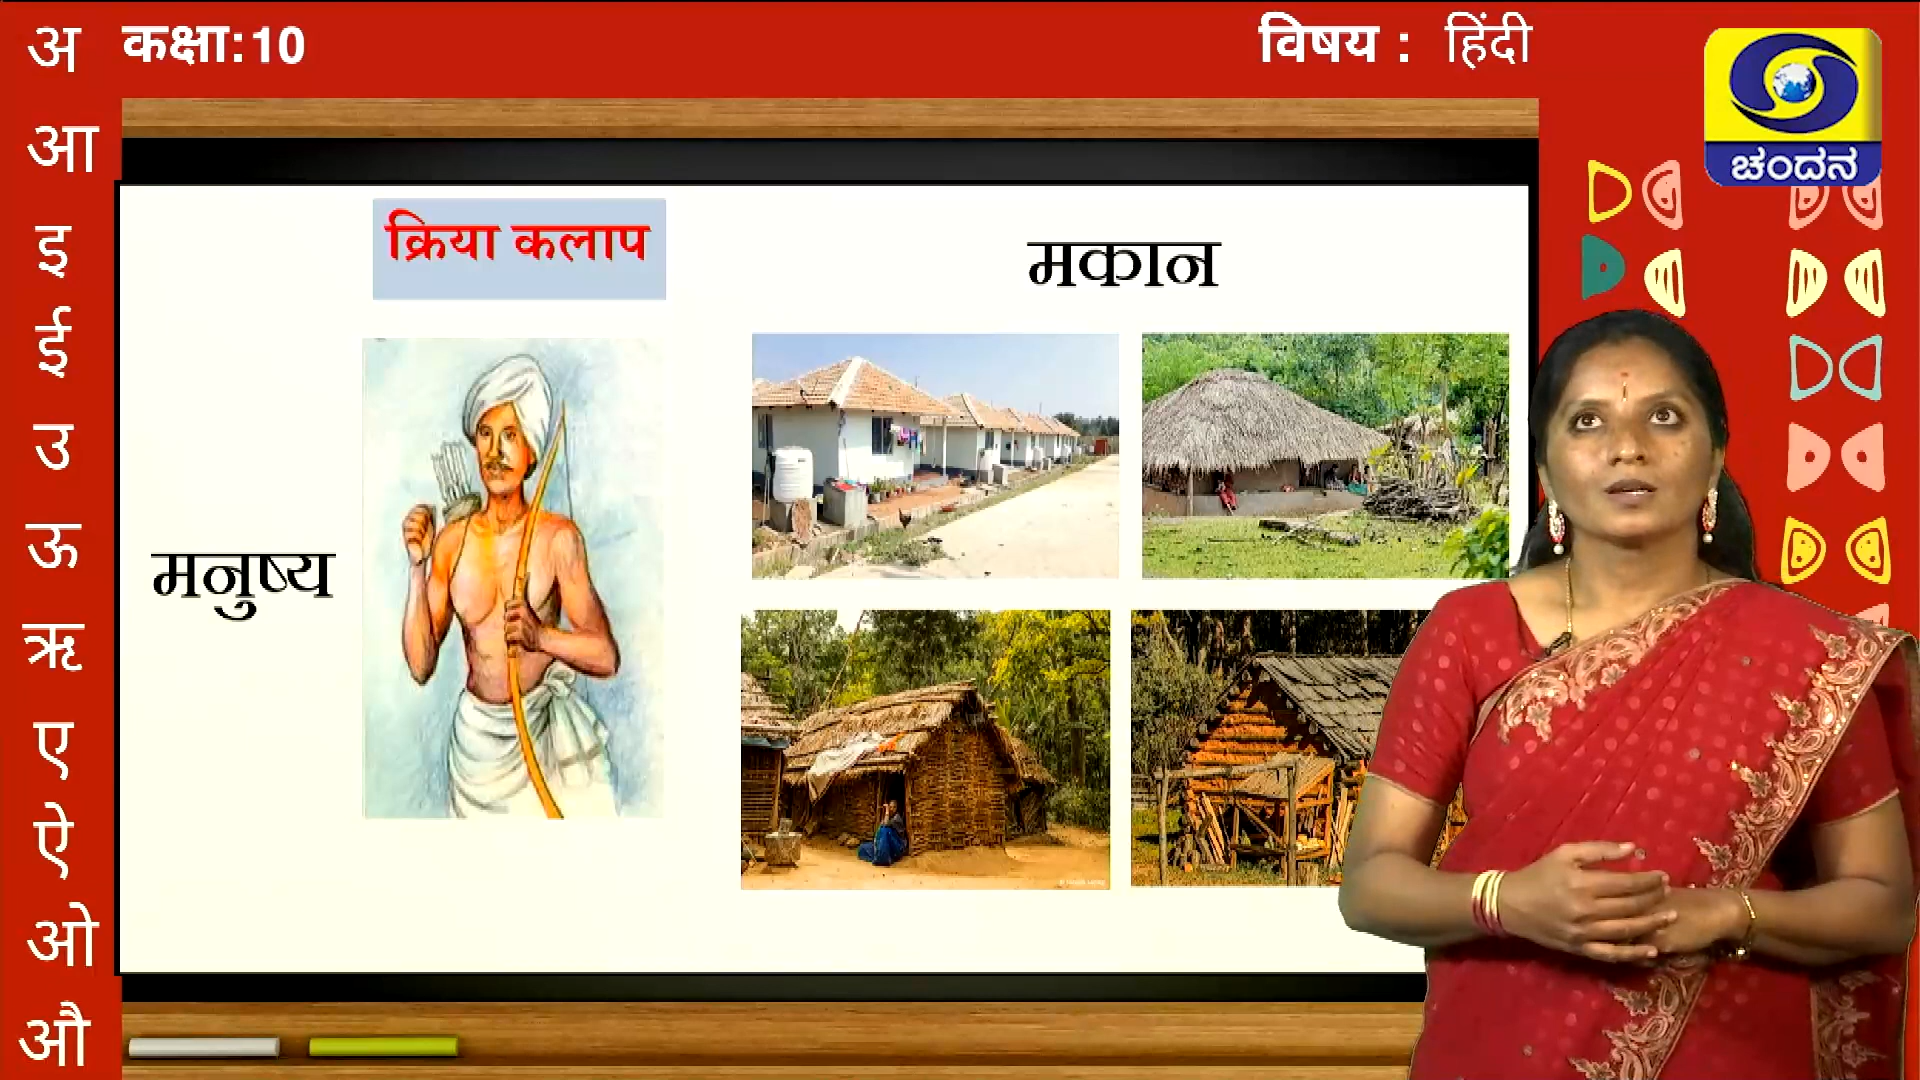 कक्षा:10
विषय : हिंदी
ಚಂದನ
अ
आ
इ
ई
उ
ऊ
ऋ
ए
ऐ
ओ
औ
क्रिया कलाप
मकान
मनुष्य